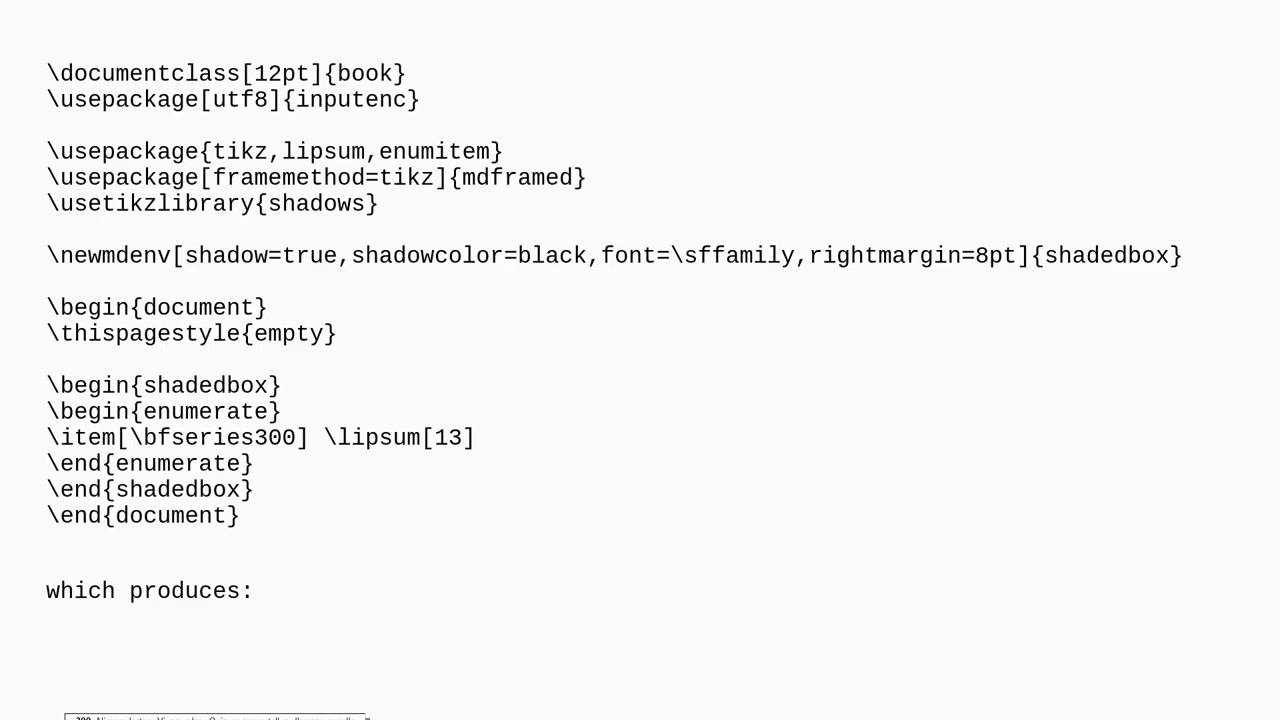 \documentclass[12pt]{book}
\usepackage[utf8]{inputenc}
\usepackage{tikz,lipsum,enumitem}
\usepackage[framemethod=tikz]{mdframed}
\usetikzlibrary{shadows}
\newmdenv[shadow=true,shadowcolor=black,font=\sffamily,rightmargin=8pt]{shadedbox}
\begin{document}
\thispagestyle{empty}
\begin{shadedbox}
\begin{enumerate}
\item[\bfseries300] \lipsum[13]
\end{enumerate}
\end{shadedbox}
\end{document}
which produces: